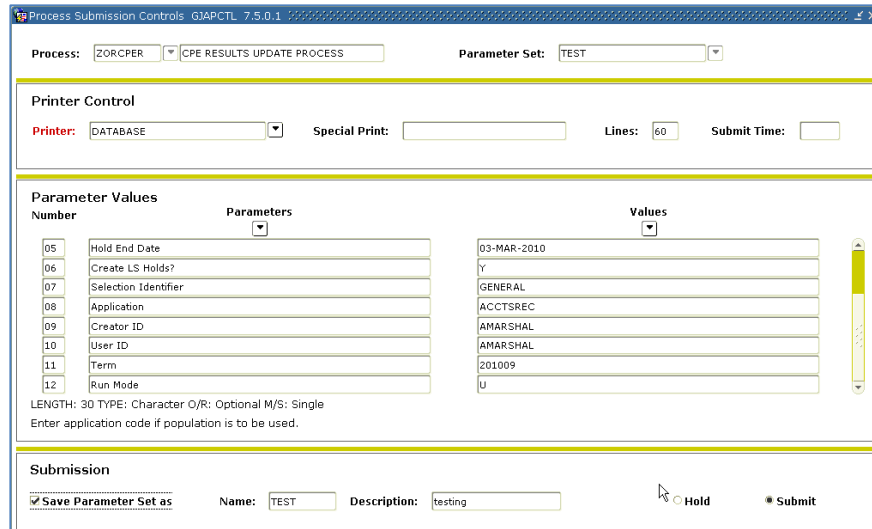 Process Submission Controls GJAPCTL 7.5.0.1
Process: ZORCPER CPE RESULTS UPDATE PROCESS Parameter Set: TEST
Printer Control
Printer: DATABASE Special Print: Lines: 60 Submit Time:
Parameter Values
Number Parameters Values
05 Hold End Date 03-MAR-2010
06 Create LS Holds? Y
07 Selection Identifier GENERAL
08 Application ACCTSREC
09 Creator ID AMARSHAL
10 User ID AMARSHAL
11 Term 201009
12 Run Mode U
LENGTH: 30 TYPE: Character O/R: Optional M/S: Single
Enter application code if population is to be used.
Submission
Save Parameter Set as Name: TEST Description: testing Hold Submit